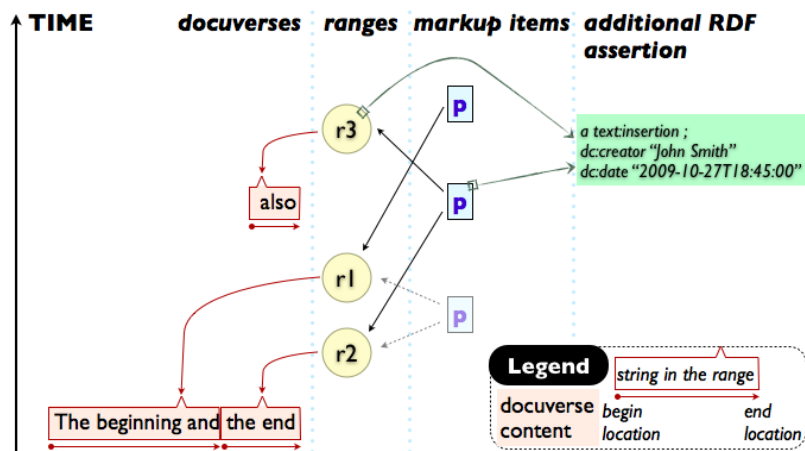 TIME docuverses ranges markup items additional RDF
assertion
p
r3
a text:insertion ;
dc:creator “John Smith”
dc:date “2009-10-27T18:45:00”
also
p
r1
p
r2
Legend
string in the range
The beginning and the end
docuverse
content
begin
location
end
location